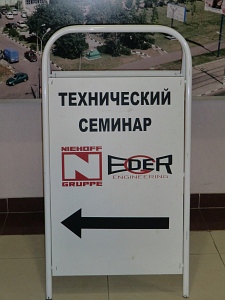 ТЕХНИЧЕСКИЙ
СЕМИНАР
NIEHOFF
N
GRUPPE
EDER
ENGINEERING